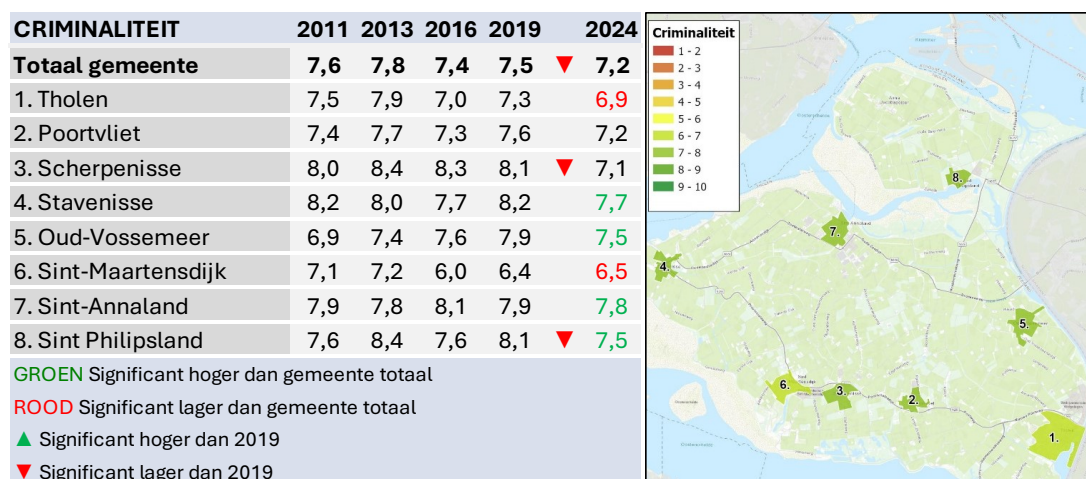 CRIMINALITEIT 2011 2013 2016 2019 2024
Totaal gemeente 7,6 7,8 7,4 7,5 ▼ 7,2
1. Tholen 7,5 7,9 7,0 7,3 6,9
2. Poortvliet 7,4 7,7 7,3 7,6 7,2
3. Scherpenisse 8,0 8,4 8,3 8,1 ▼ 7,1
4. Stavenisse 8,2 8,0 7,7 8,2 7,7
5. Oud-Vossemeer 6,9 7,4 7,6 7,9 7,5
6. Sint-Maartensdijk 7,1 7,2 6,0 6,4 6,5
7. Sint-Annaland 7,9 7,8 8,1 7,9 7,8
8. Sint Philipsland 7,6 8,4 7,6 8,1 ▼ 7,5
GROEN Significant hoger dan gemeente totaal
ROOD Significant lager dan gemeente totaal
▲ Significant hoger dan 2019
▼ Significant lager dan 2019
Criminaliteit
1 - 2
2 - 3
3 - 4
4 - 5
5 - 6
6 - 7
7 - 8
8 - 9
9 - 10
8.
7.
4.
5.
6.
3.
2.
1.